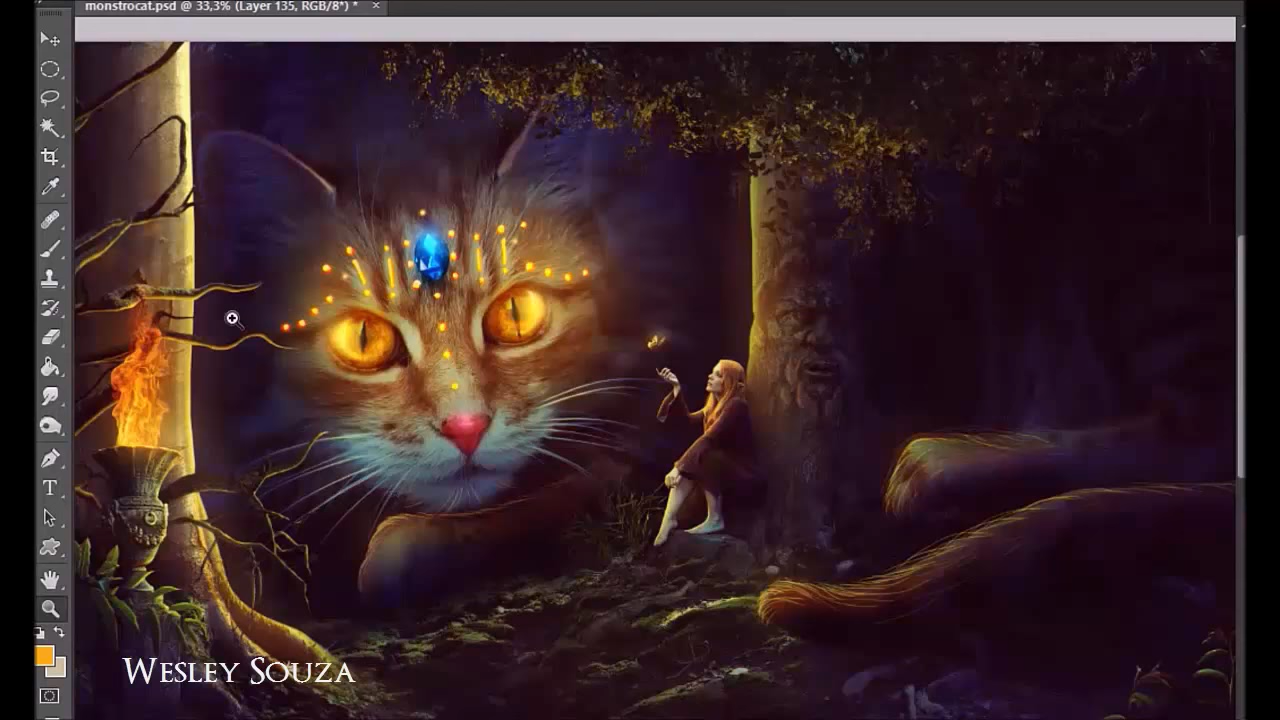 monstrocat.psd @ 33,3% (Layer 135, RGB/8*) * ×
T
Wesley Souza